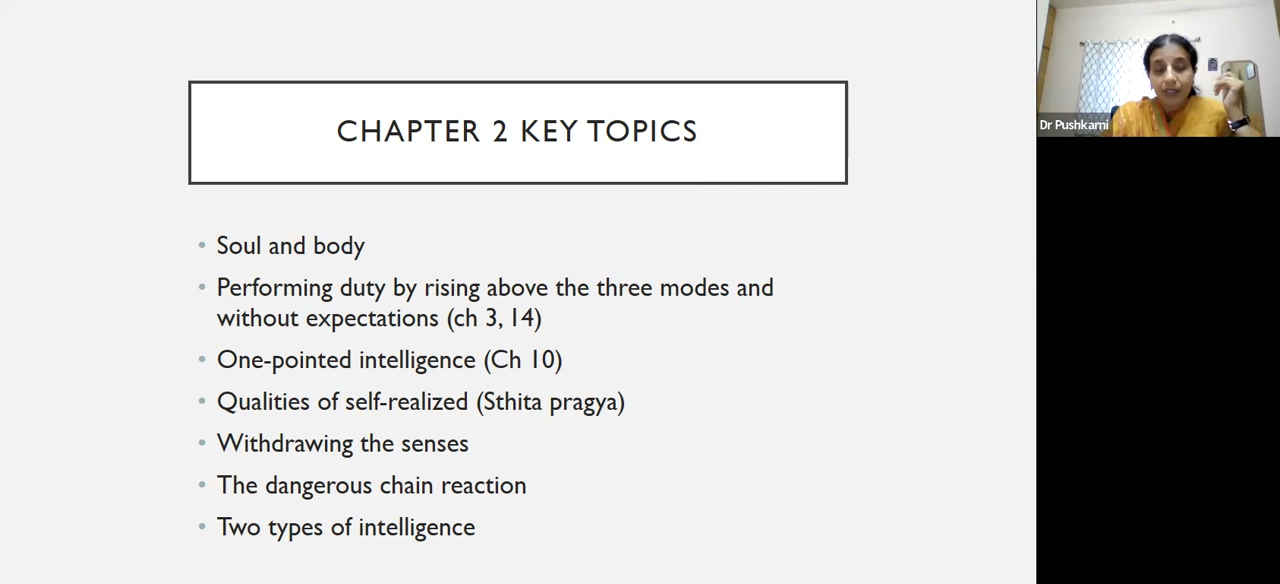 CHAPTER 2 KEY TOPICS
• Soul and body
• Performing duty by rising above the three modes and
without expectations (ch 3, 14)
• One-pointed intelligence (Ch 10)
• Qualities of self-realized (Sthita pragya)
• Withdrawing the senses
• The dangerous chain reaction
• Two types of intelligence
Dr Pushkarni